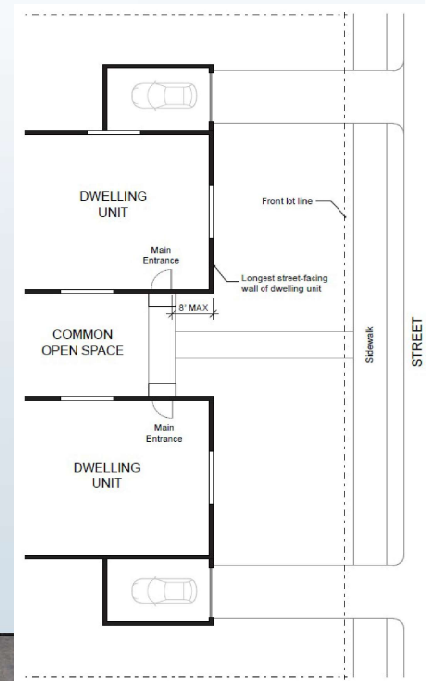 DWELLING
UNIT
Front lot line
Main
Entrance
Longest street-facing
wall of dwelling unit
8' MAX
COMMON
OPEN SPACE
Sidewalk
STREET
Main
Entrance
DWELLING
UNIT